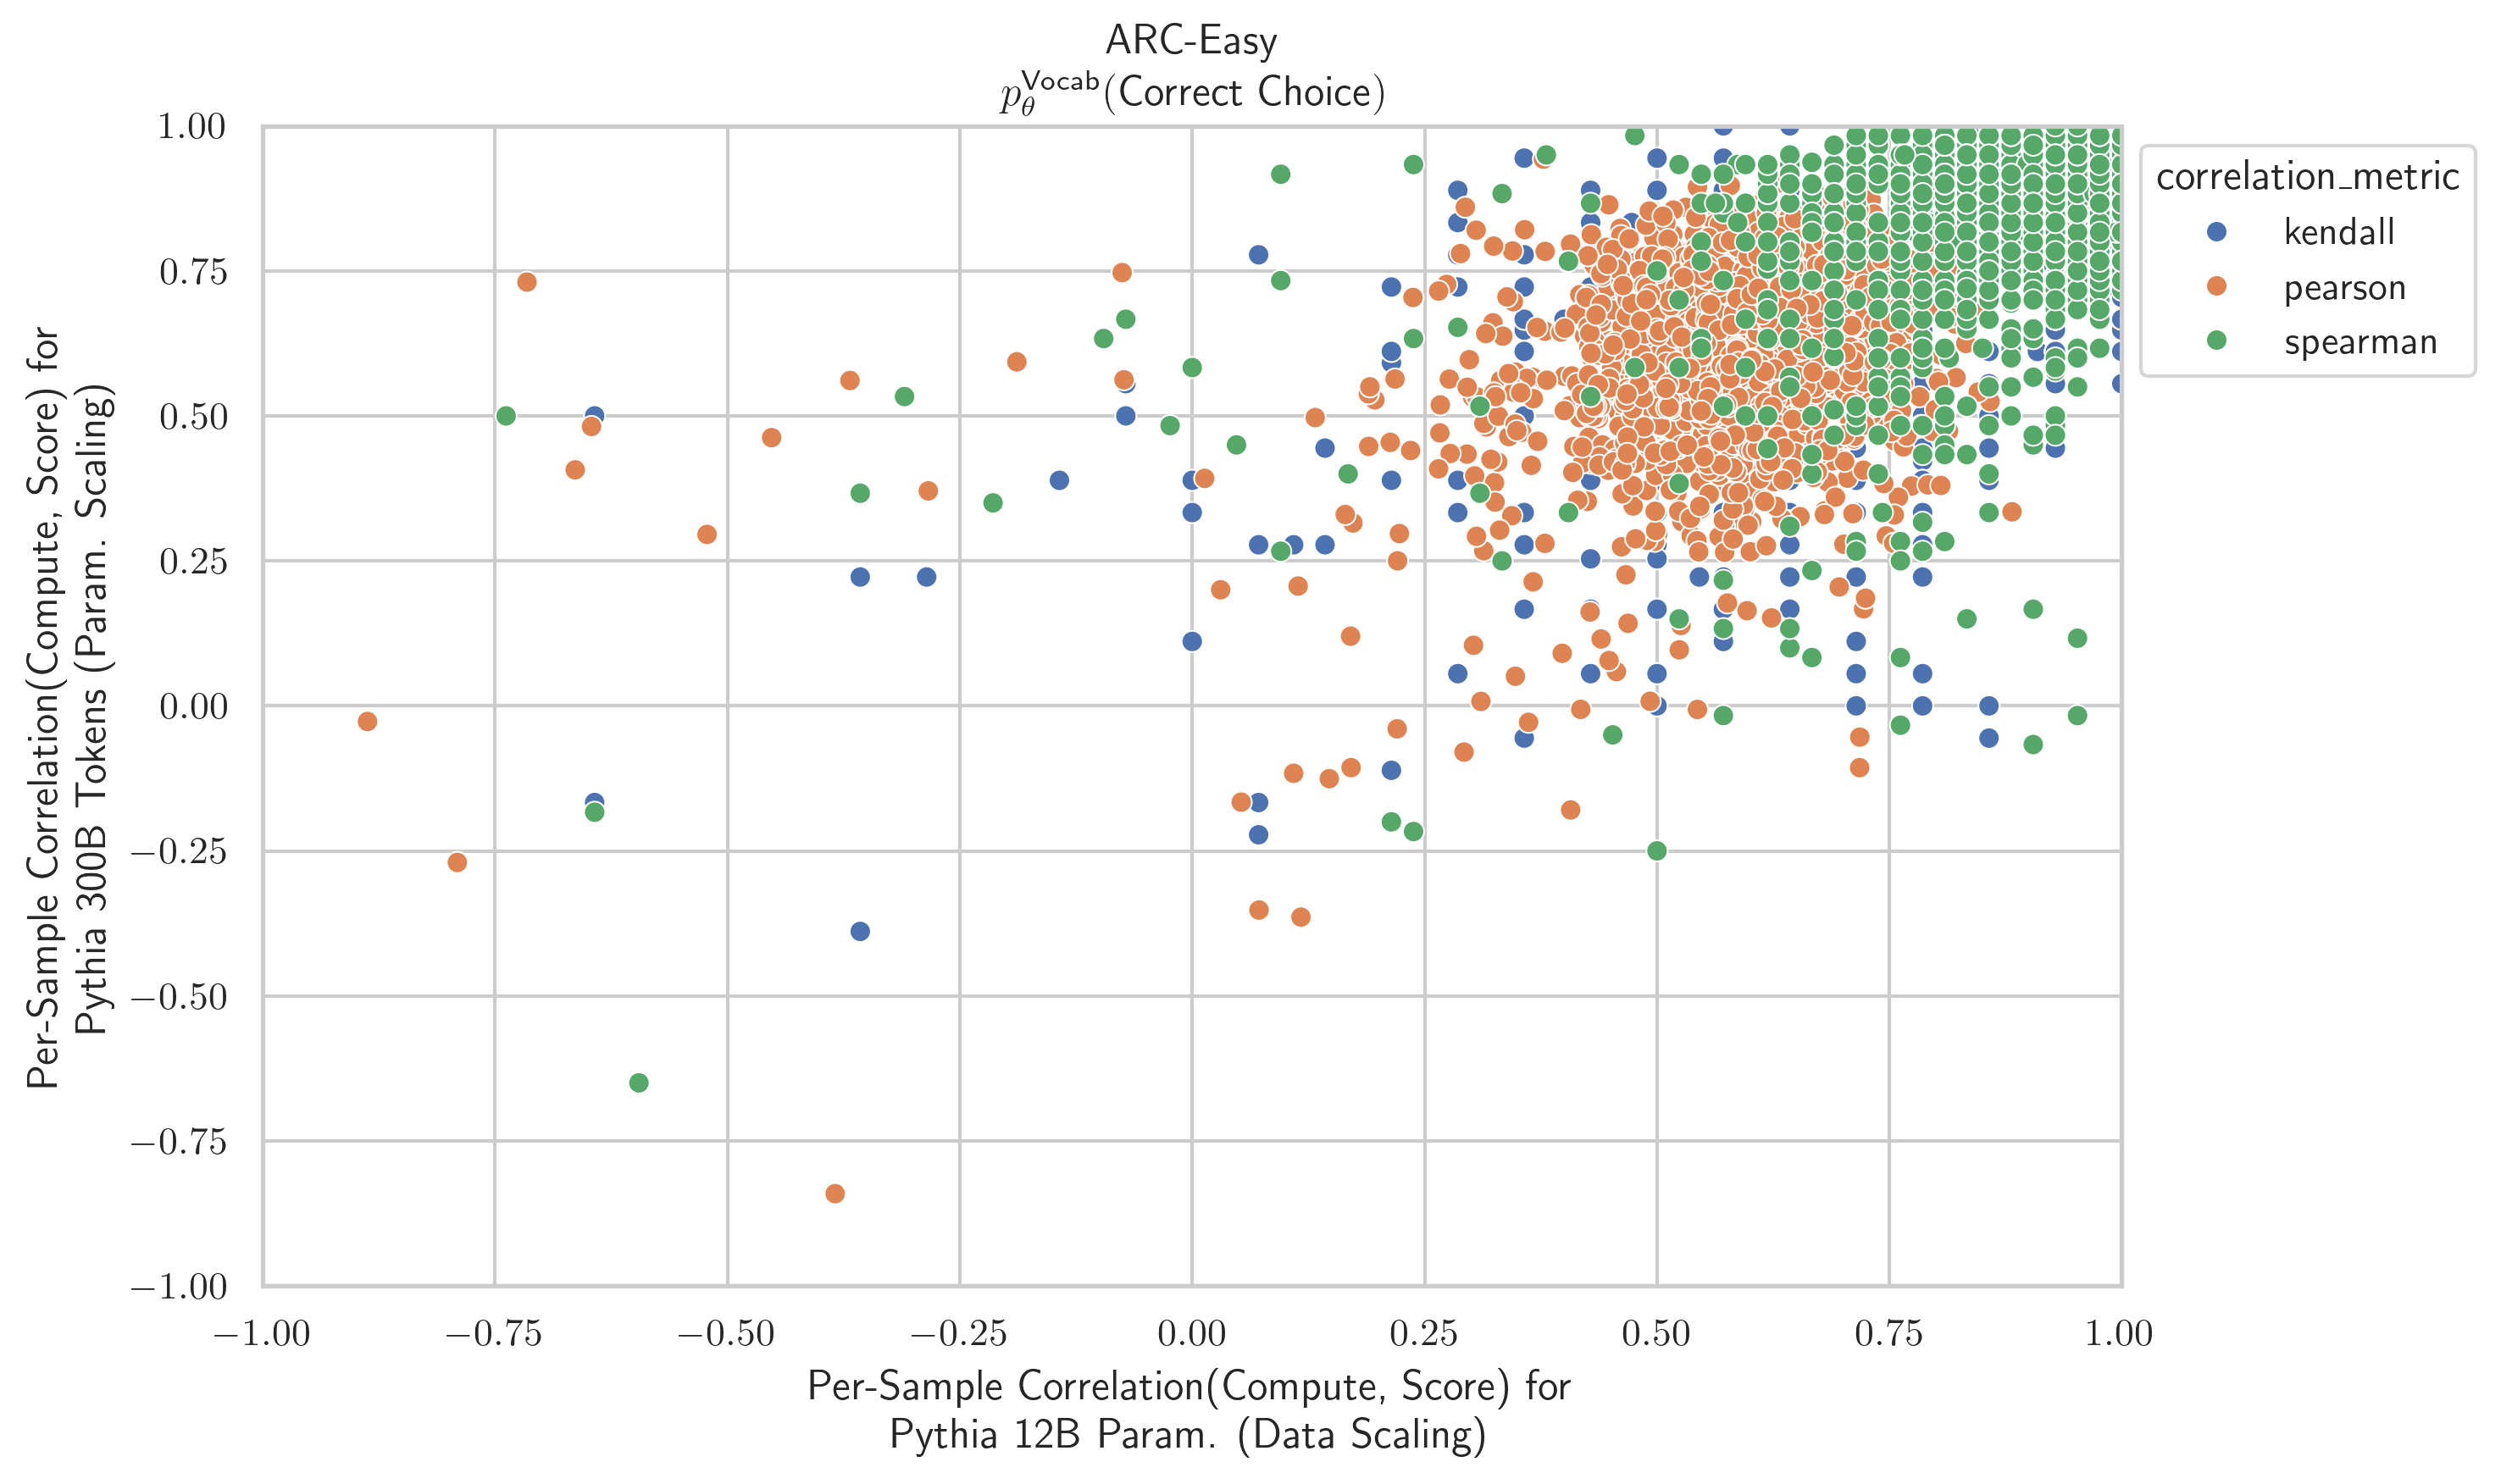 ARC-Easy
p_θ^Vocab(Correct Choice)
Per-Sample Correlation(Compute, Score) for
Pythia 300B Tokens (Param. Scaling)
1.00
0.75
0.50
0.25
0.00
−0.25
−0.50
−0.75
−1.00
−1.00 −0.75 −0.50 −0.25 0.00 0.25 0.50 0.75 1.00
Per-Sample Correlation(Compute, Score) for
Pythia 12B Param. (Data Scaling)
correlation_metric
kendall
pearson
spearman